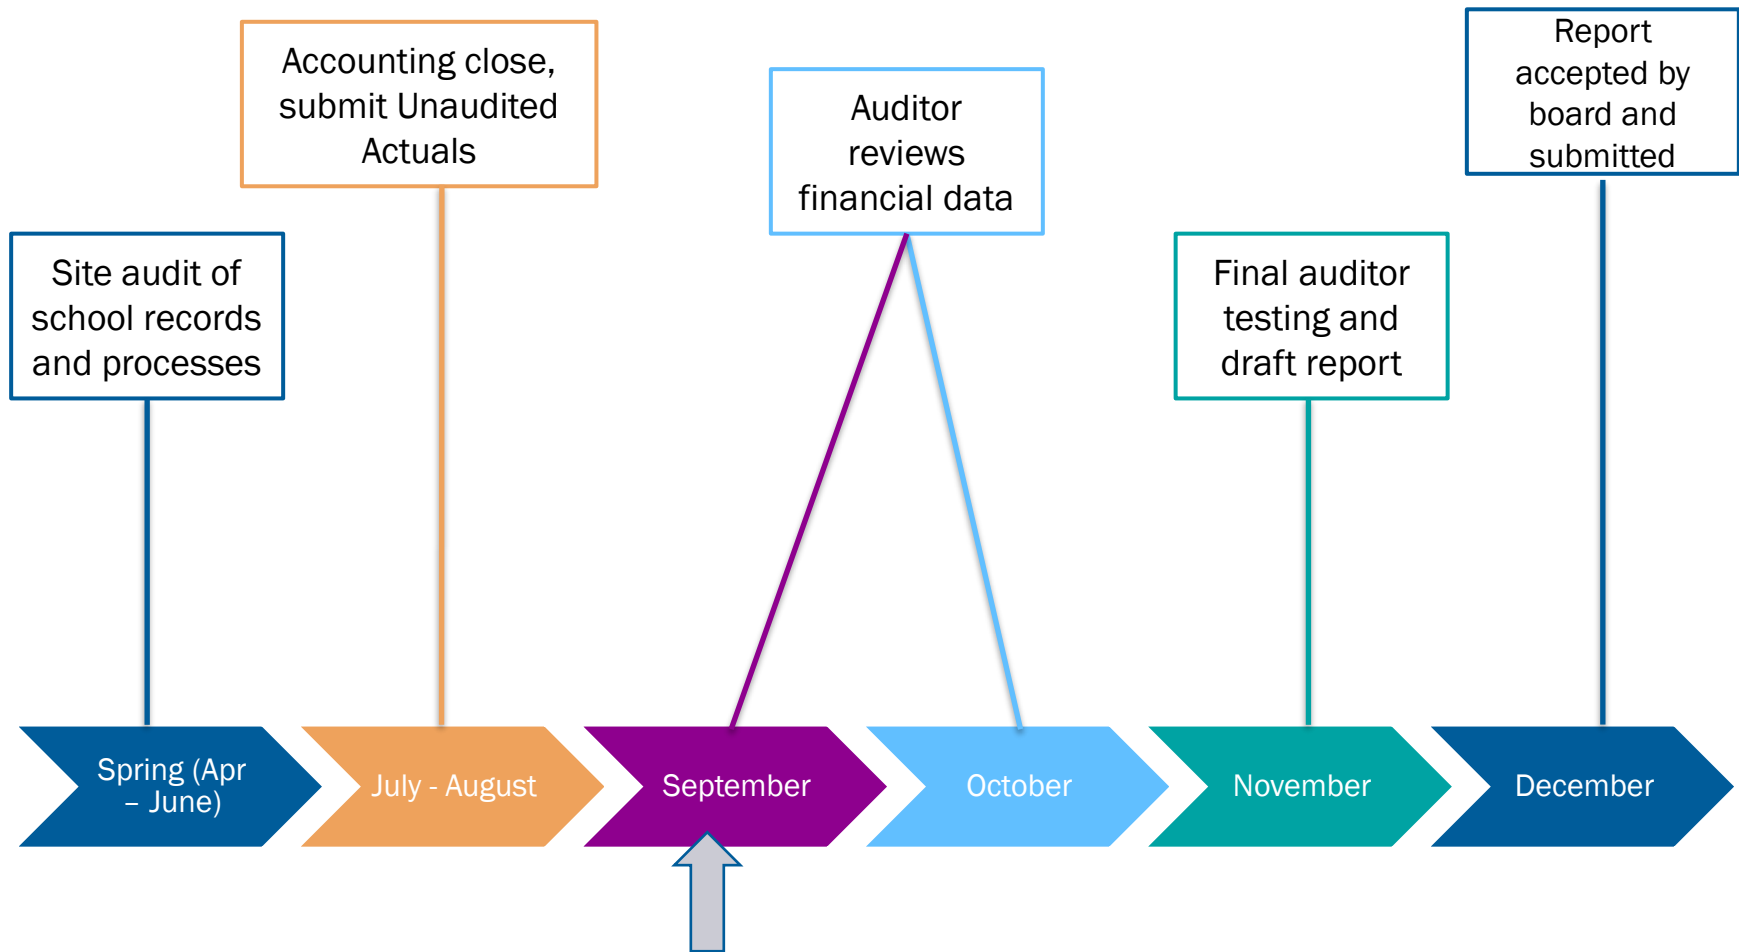 Accounting close,
submit Unaudited
Actuals
Report
accepted by
board and
submitted
Auditor
reviews
financial data
Site audit of
school records
and processes
Final auditor
testing and
draft report
Spring (Apr
– June)
July - August
September
October
November
December